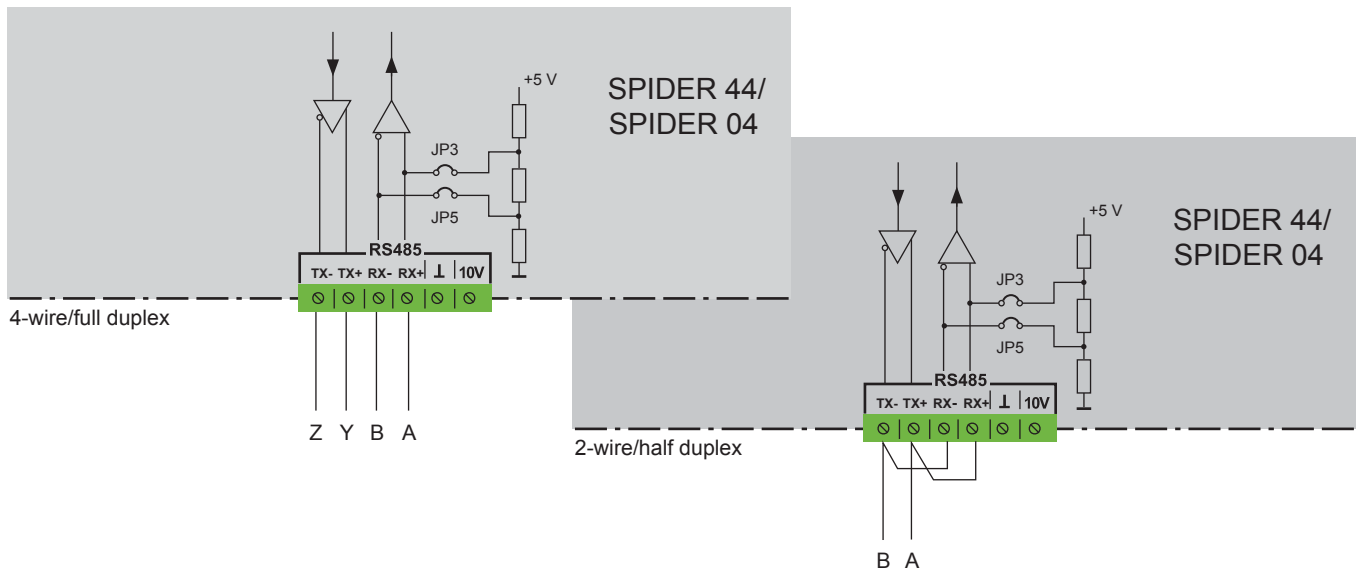 +5 V
SPIDER 44/
SPIDER 04
JP3
JP5
RS485
TX- TX+ RX- RX+ ⊥ 10V
4-wire/full duplex
Z Y B A
+5 V
SPIDER 44/
SPIDER 04
JP3
JP5
RS485
TX- TX+ RX- RX+ ⊥ 10V
2-wire/half duplex
B A